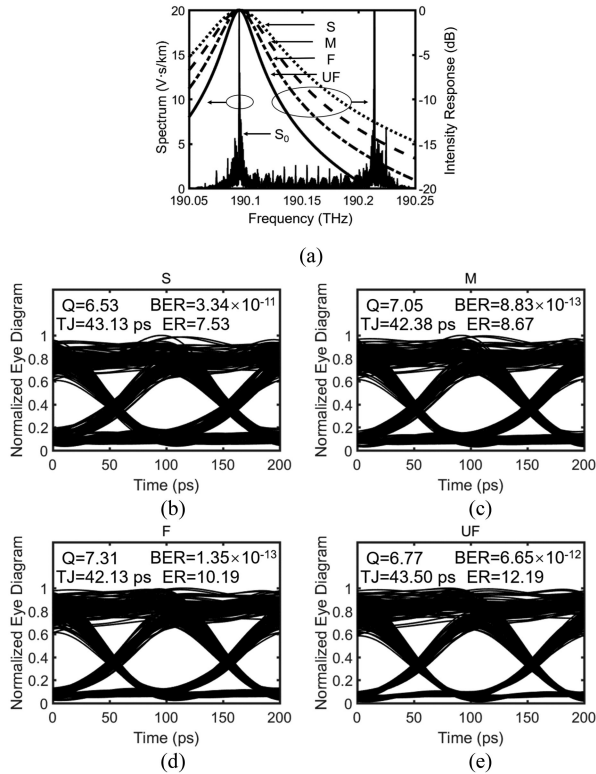 20
15
10
5
0
Spectrum (V·s/km)
0
-5
-10
-15
-20
Intensity Response (dB)
S
M
F
UF
S0
190.05 190.1 190.15 190.2 190.25
Frequency (THz)
(a)
S
Q=6.53 BER=3.34×10-11
TJ=43.13 ps ER=7.53
Normalized Eye Diagram
1
0.8
0.6
0.4
0.2
0
0 50 100 150 200
Time (ps)
(b)
M
Q=7.05 BER=8.83×10-13
TJ=42.38 ps ER=8.67
Normalized Eye Diagram
1
0.8
0.6
0.4
0.2
0
0 50 100 150 200
Time (ps)
(c)
F
Q=7.31 BER=1.35×10-13
TJ=42.13 ps ER=10.19
Normalized Eye Diagram
1
0.8
0.6
0.4
0.2
0
0 50 100 150 200
Time (ps)
(d)
UF
Q=6.77 BER=6.65×10-12
TJ=43.50 ps ER=12.19
Normalized Eye Diagram
1
0.8
0.6
0.4
0.2
0
0 50 100 150 200
Time (ps)
(e)